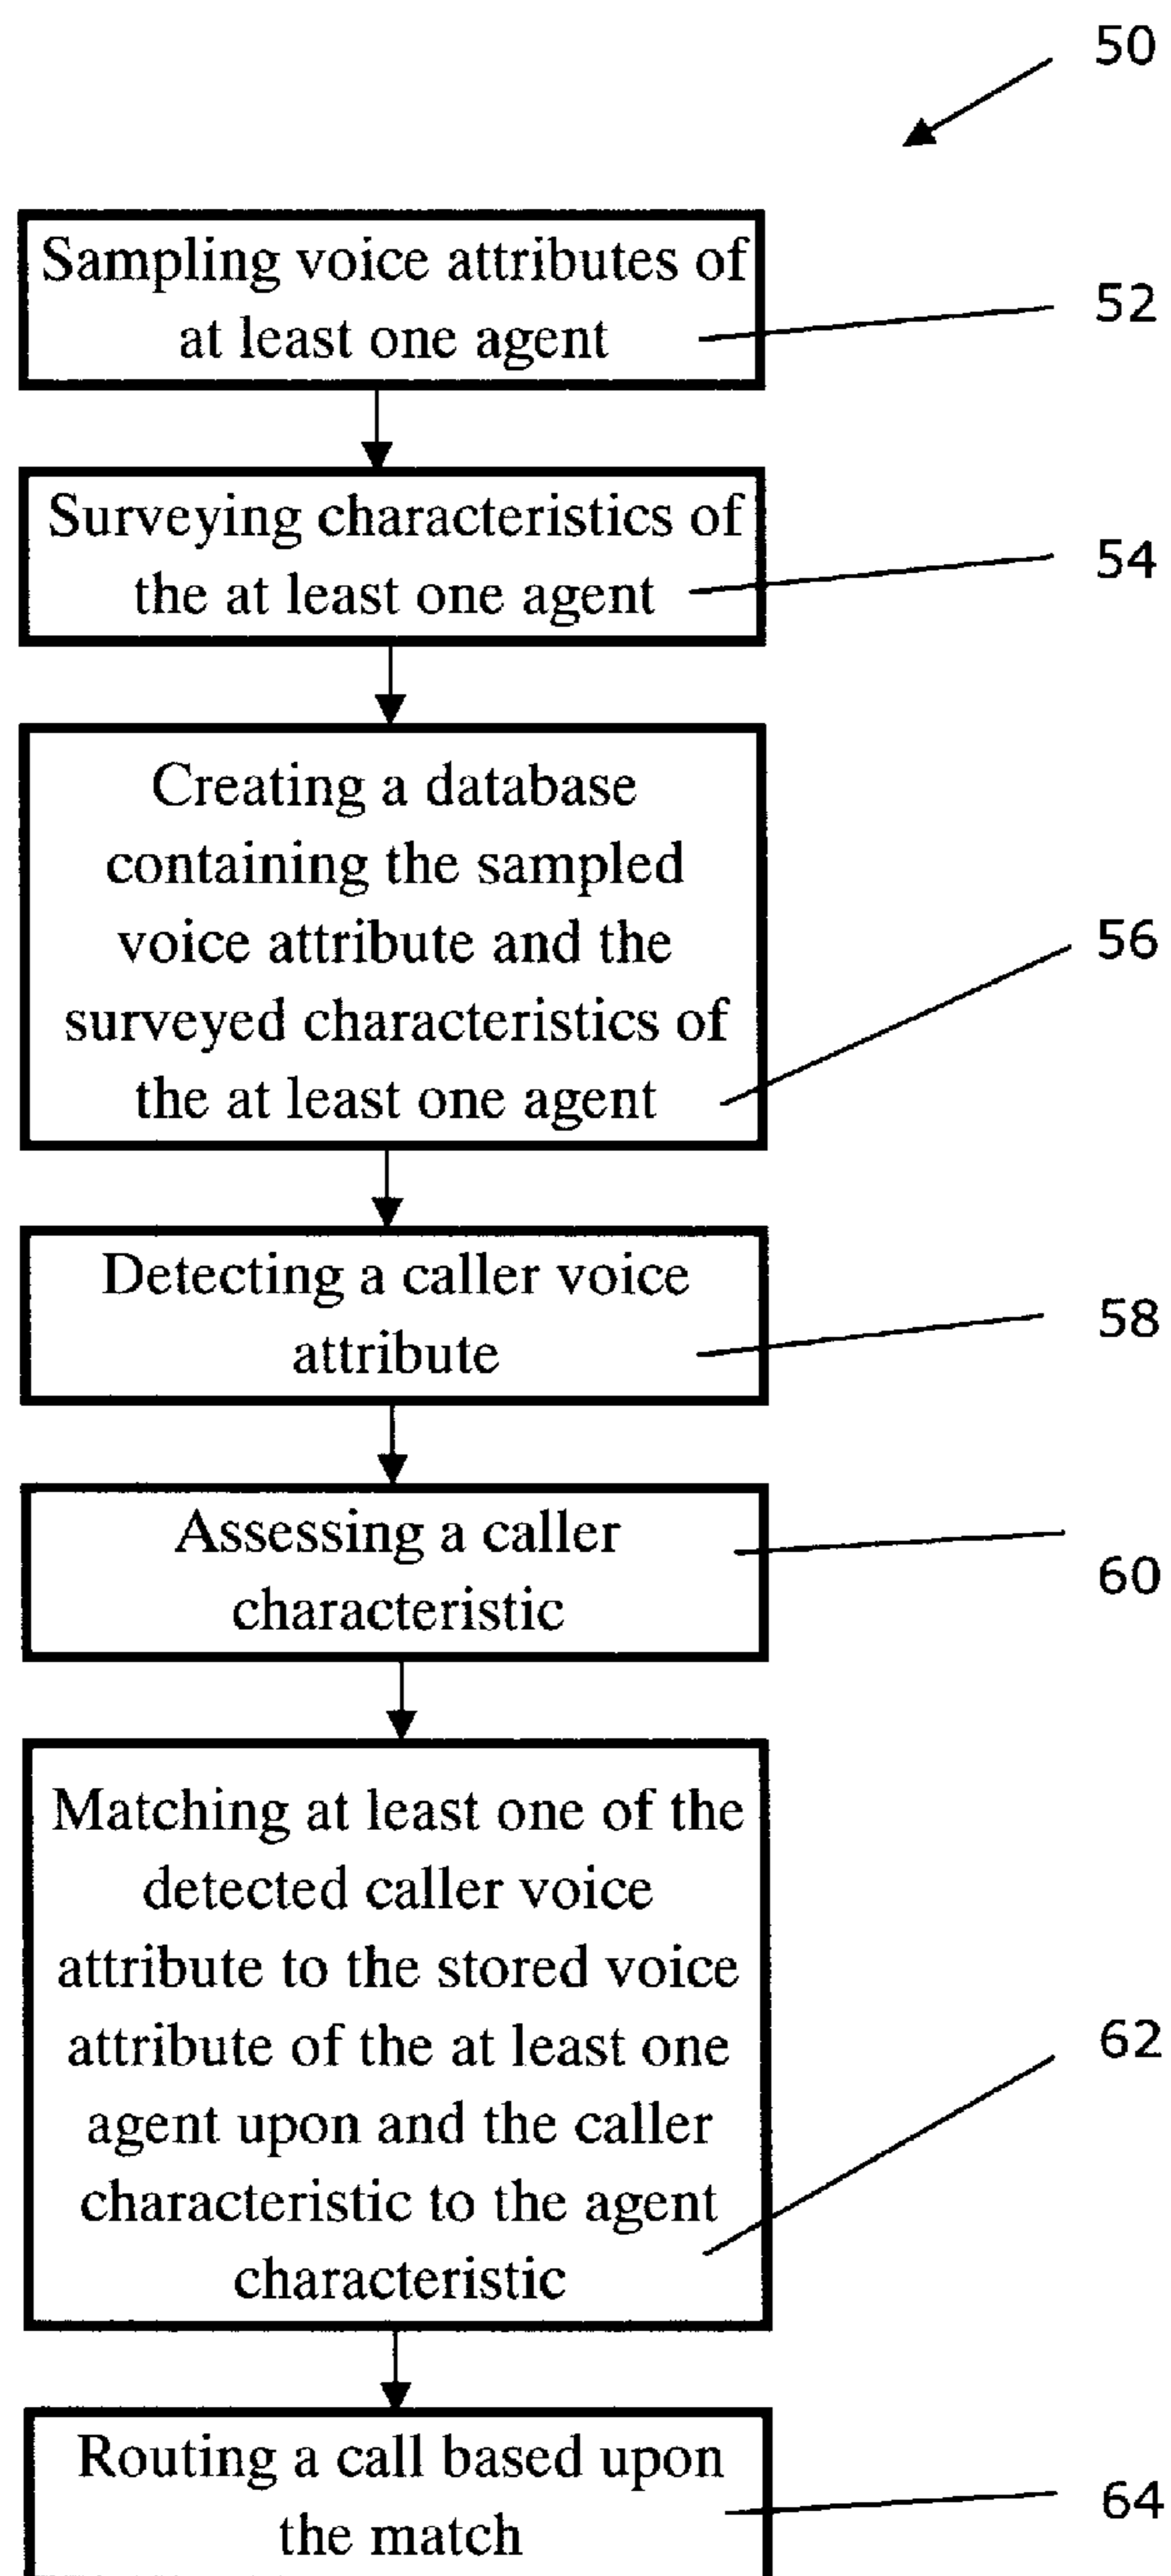 50
Sampling voice attributes of
at least one agent
52
Surveying characteristics of
the at least one agent
54
Creating a database
containing the sampled
voice attribute and the
surveyed characteristics of
the at least one agent
56
Detecting a caller voice
attribute
58
Assessing a caller
characteristic
60
Matching at least one of the
detected caller voice
attribute to the stored voice
attribute of the at least one
agent upon and the caller
characteristic to the agent
characteristic
62
Routing a call based upon
the match
64